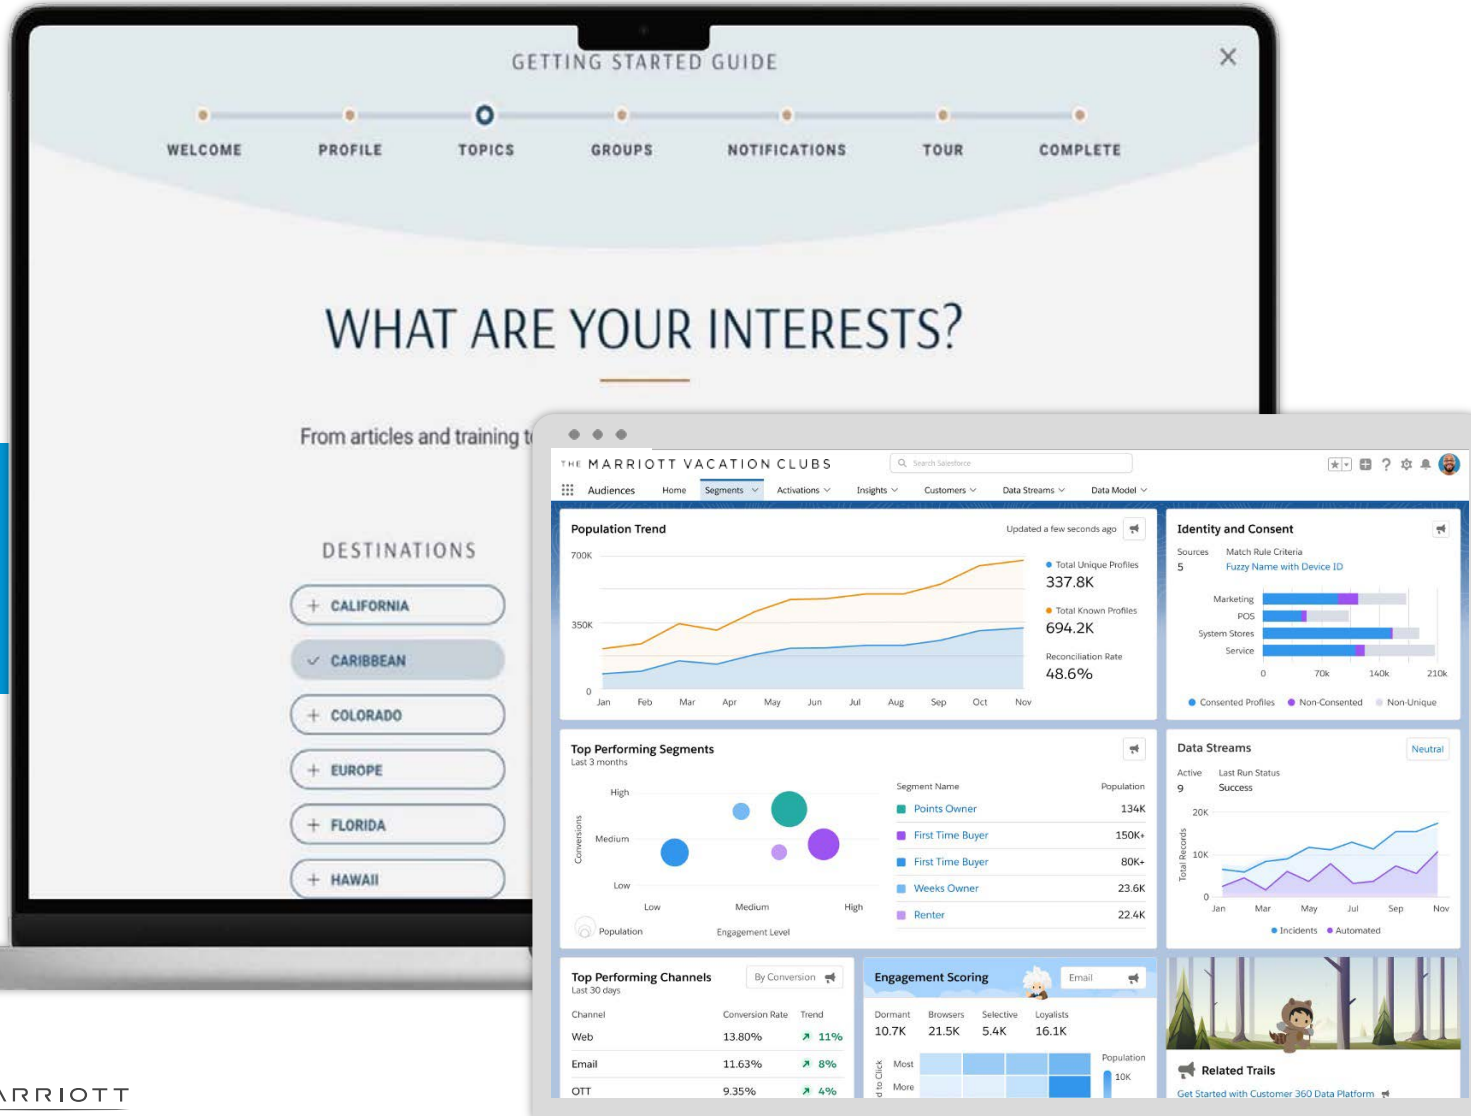 GETTING STARTED GUIDE
WELCOME
PROFILE
TOPICS
GROUPS
NOTIFICATIONS
TOUR
COMPLETE
WHAT ARE YOUR INTERESTS?
From articles and training
DESTINATIONS
+ CALIFORNIA
✓ CARIBBEAN
+ COLORADO
+ EUROPE
+ FLORIDA
+ HAWAII
THE MARRIOTT VACATION CLUBS
Search Salesforce
Audiences Home Segments Activations Insights Customers Data Streams Data Model
Population Trend
Updated a few seconds ago
700K
350K
0
Jan Feb Mar Apr May Jun Jul Aug Sep Oct Nov
Total Unique Profiles
337.8K
Total Known Profiles
694.2K
Reconciliation Rate
48.6%
Identity and Consent
Sources Match Rule Criteria
5 Fuzzy Name with Device ID
Marketing
POS
System Stores
Service
0 70k 140k 210k
Consented Profiles Non-Consented Non-Unique
Top Performing Segments
Last 3 months
High
Medium
Low
Conversions
Low Medium High
Population
Engagement Level
Segment Name Population
Points Owner 134K
First Time Buyer 150K+
First Time Buyer 80K+
Weeks Owner 23.6K
Renter 22.4K
Data Streams
Neutral
Active Last Run Status
9 Success
20K
10K
0
Total Records
Jan Mar May Jul Sep Nov
Incidents Automated
Top Performing Channels
By Conversion
Last 30 days
Channel Conversion Rate Trend
Web 13.80% 11%
Email 11.63% 8%
OTT 9.35% 4%
Engagement Scoring
Email
Dormant Browsers Selective Loyalists
10.7K 21.5K 5.4K 16.1K
Most
More
to Click
Population
10K
Related Trails
Get Started with Customer 360 Data Platform
ARRIOTT